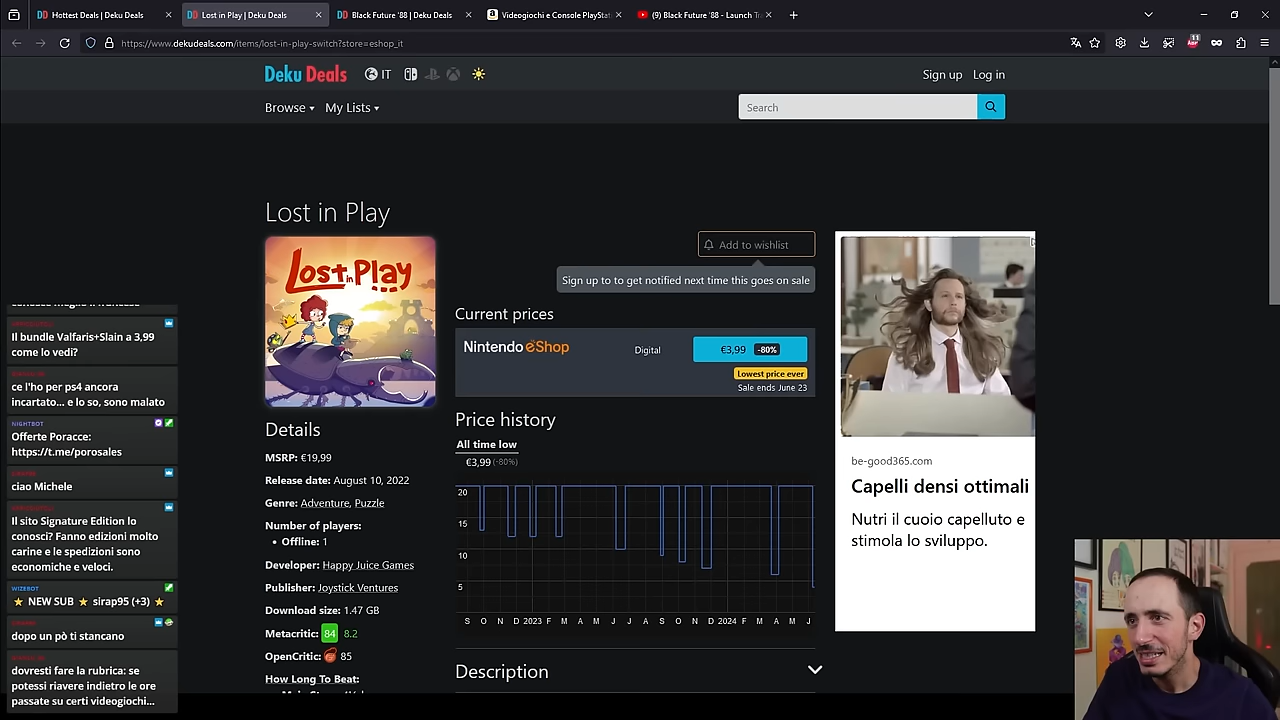 Hottest Deals | Deku Deals
Lost in Play | Deku Deals
Black Future '88 | Deku Deals
Videogiochi e Console PlayStati
(9) Black Future '88 - Launch Tr
https://www.dekudeals.com/items/lost-in-play-switch?store=eshop_it
11
Deku Deals
IT
Sign up
Log in
Browse
My Lists
Search
Lost in Play
Add to wishlist
Sign up to to get notified next time this goes on sale
Lost in Play
Current prices
Nintendo eShop
Digital
€3,99 -80%
Lowest price ever
Sale ends June 23
Price history
All time low
€3,99 (-80%)
20
15
10
5
S O N D 2023 F M A M J J A S O N D 2024 F M A M J
Details
MSRP: €19,99
Release date: August 10, 2022
Genre: Adventure, Puzzle
Number of players:
• Offline: 1
Developer: Happy Juice Games
Publisher: Joystick Ventures
Download size: 1.47 GB
Metacritic: 84 8.2
OpenCritic: 85
How Long To Beat:
Description
be-good365.com
Capelli densi ottimali
Nutri il cuoio capelluto e
stimola lo sviluppo.
Il bundle Valfaris+Slain a 3,99
come lo vedi?
ce l'ho per ps4 ancora
incartato... e lo so, sono malato
NIGHTBOT
Offerte Poracce:
https://t.me/porosales
ciao Michele
Il sito Signature Edition lo
conosci? Fanno edizioni molto
carine e le spedizioni sono
economiche e veloci.
WIZEBOT
★ NEW SUB ★ sirap95 (+3) ★
dopo un pò ti stancano
dovresti fare la rubrica: se
potessi riavere indietro le ore
passate su certi videogiochi...